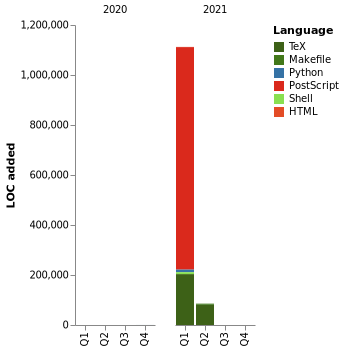 2020 2021
1,200,000
1,000,000
800,000
600,000
400,000
200,000
0
LOC added
Q1 Q2 Q3 Q4 Q1 Q2 Q3 Q4
Language
TeX
Makefile
Python
PostScript
Shell
HTML